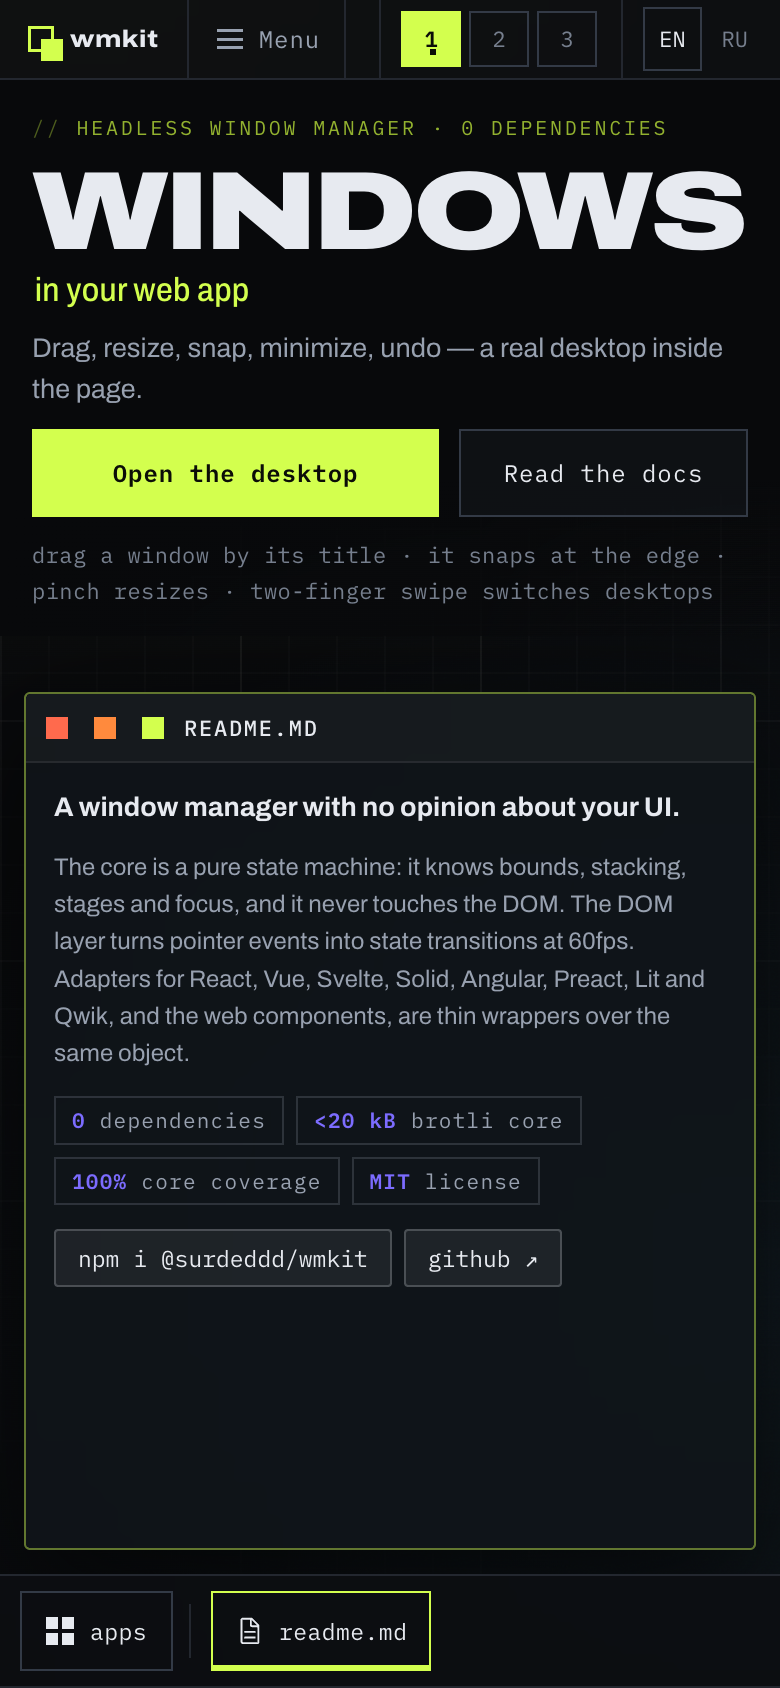 wmkit
Menu
1
2
3
EN
RU
// HEADLESS WINDOW MANAGER · 0 DEPENDENCIES
WINDOWS
in your web app
Drag, resize, snap, minimize, undo — a real desktop inside
the page.
Open the desktop
Read the docs
drag a window by its title · it snaps at the edge ·
pinch resizes · two-finger swipe switches desktops
README.MD
A window manager with no opinion about your UI.
The core is a pure state machine: it knows bounds, stacking,
stages and focus, and it never touches the DOM. The DOM
layer turns pointer events into state transitions at 60fps.
Adapters for React, Vue, Svelte, Solid, Angular, Preact, Lit and
Qwik, and the web components, are thin wrappers over the
same object.
0 dependencies
<20 kB brotli core
100% core coverage
MIT license
npm i @surdeddd/wmkit
github ↗
apps
readme.md